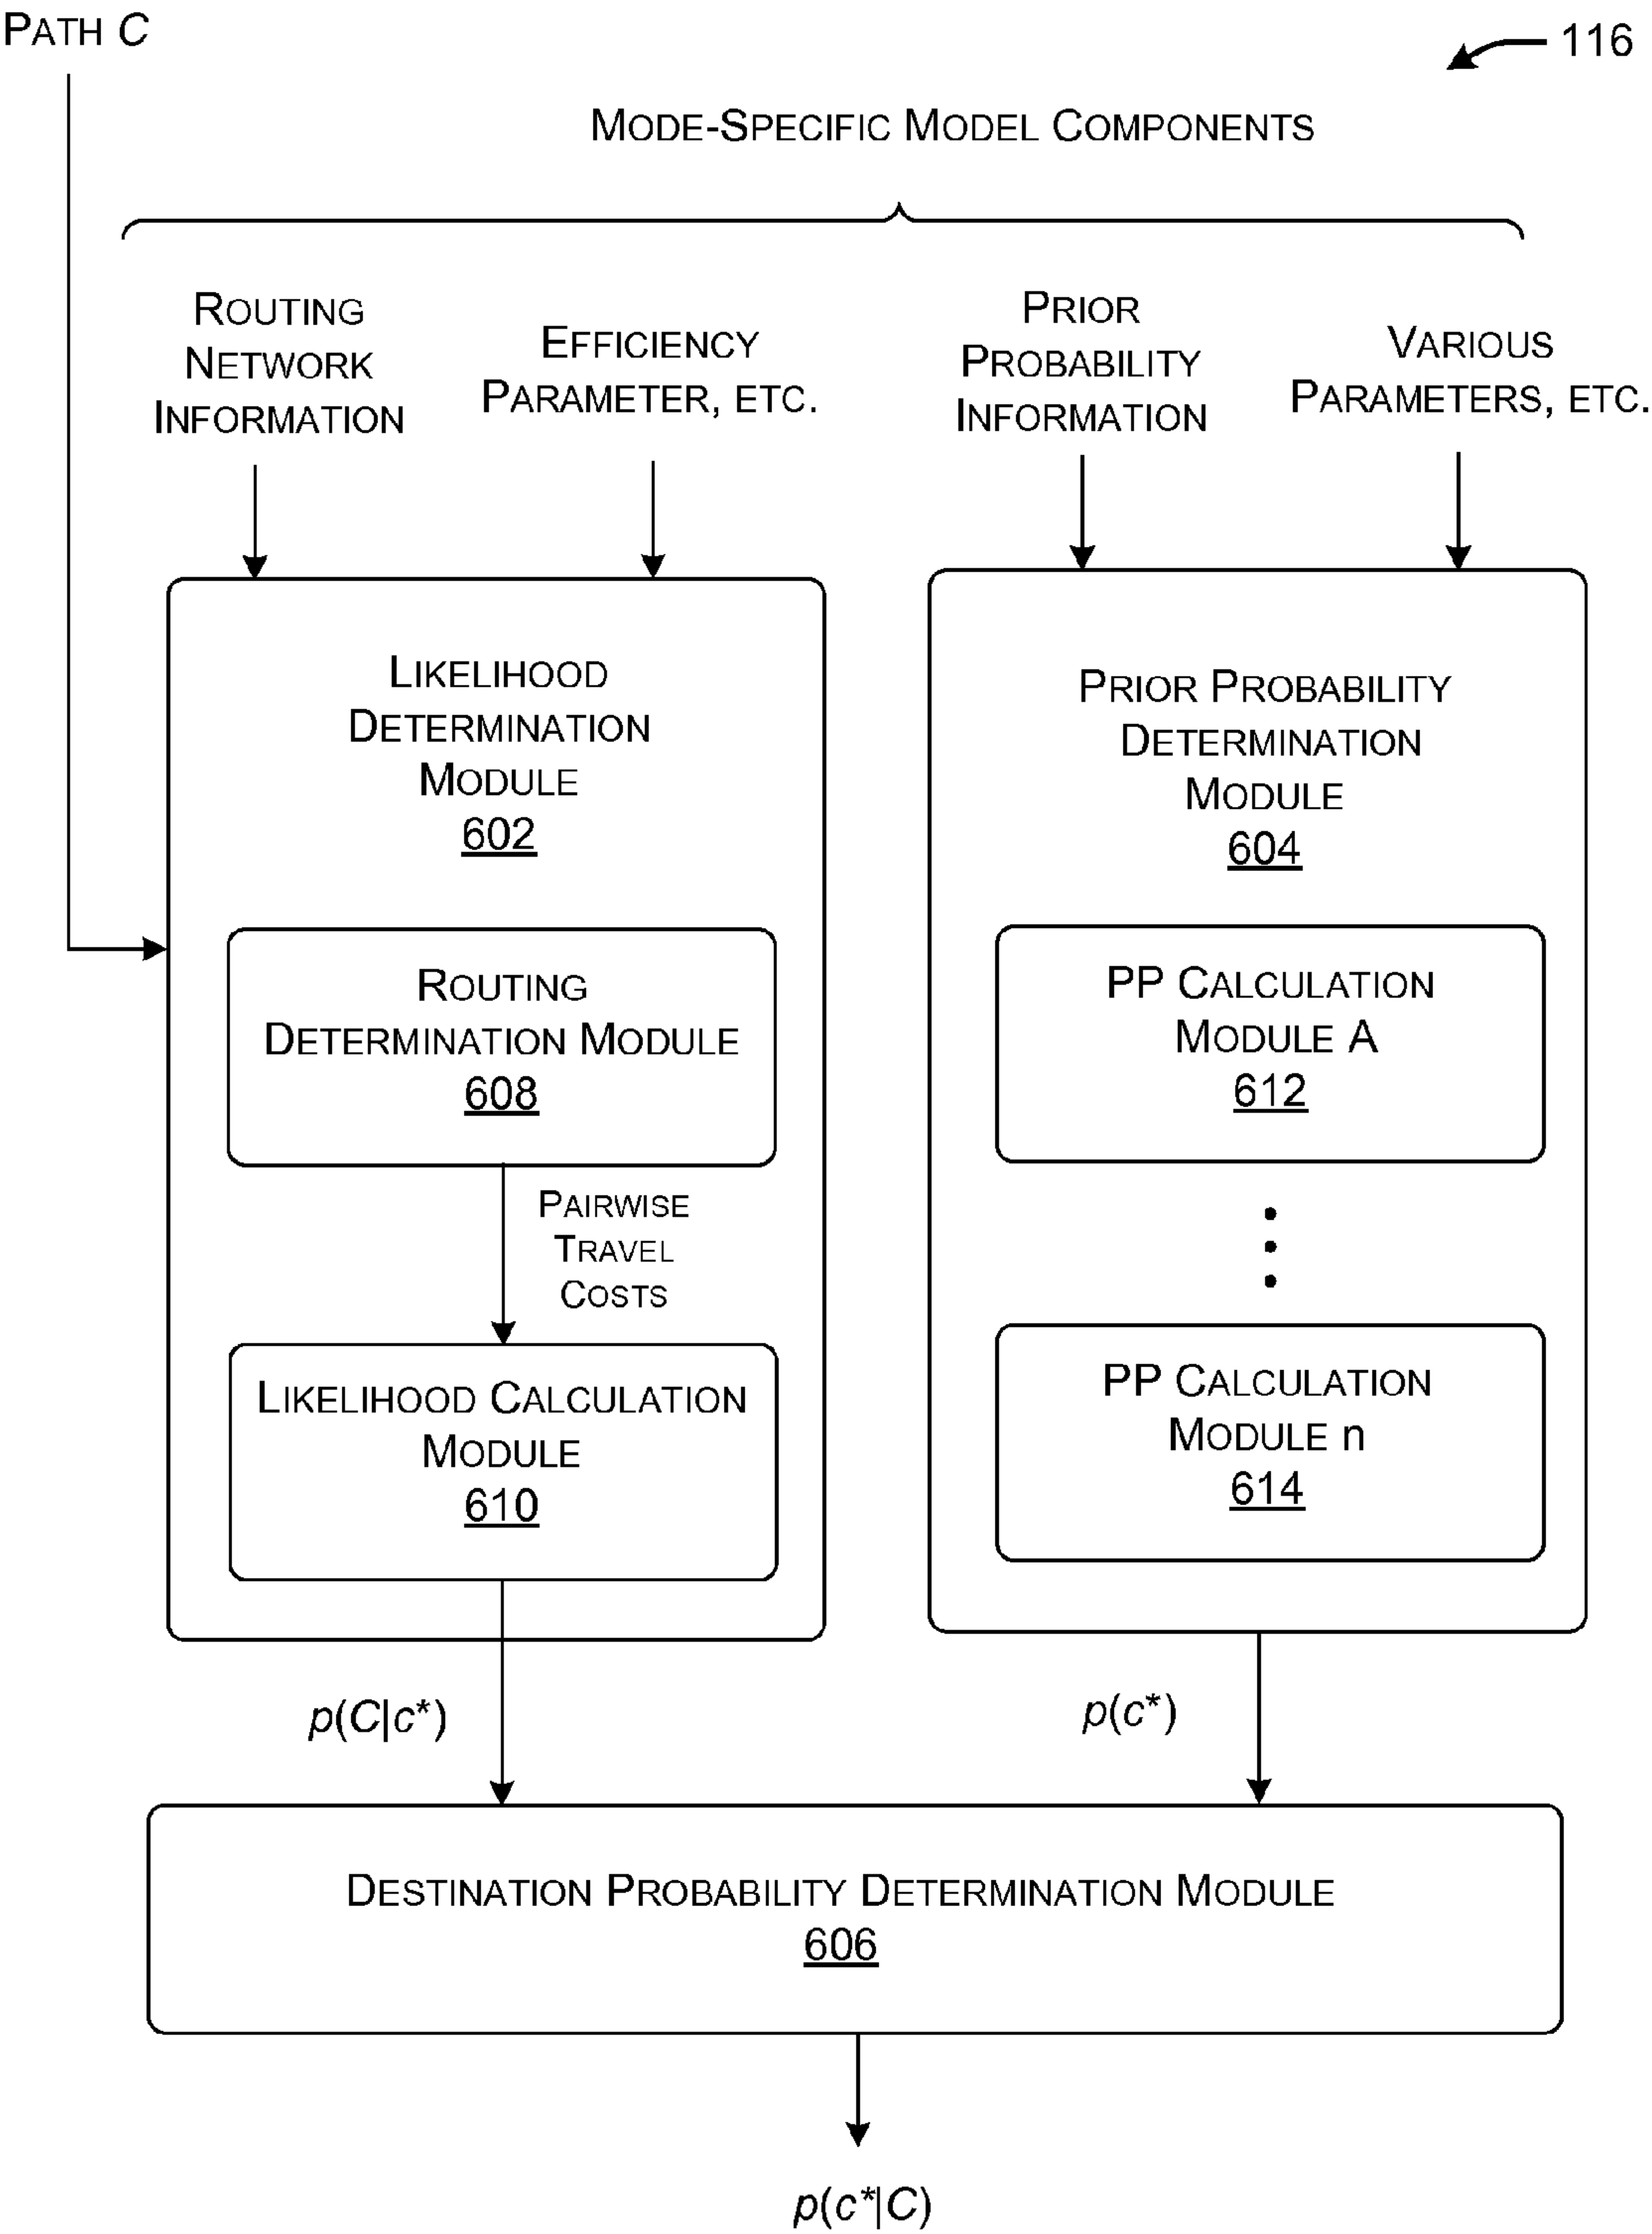 PATH C
116
MODE-SPECIFIC MODEL COMPONENTS
ROUTING
NETWORK
INFORMATION
EFFICIENCY
PARAMETER, ETC.
PRIOR
PROBABILITY
INFORMATION
VARIOUS
PARAMETERS, ETC.
LIKELIHOOD
DETERMINATION
MODULE
602
PRIOR PROBABILITY
DETERMINATION
MODULE
604
ROUTING
DETERMINATION MODULE
608
PP CALCULATION
MODULE A
612
PAIRWISE
TRAVEL
COSTS
LIKELIHOOD CALCULATION
MODULE
610
PP CALCULATION
MODULE n
614
p(C|c*)
p(c*)
DESTINATION PROBABILITY DETERMINATION MODULE
606
p(c*|C)